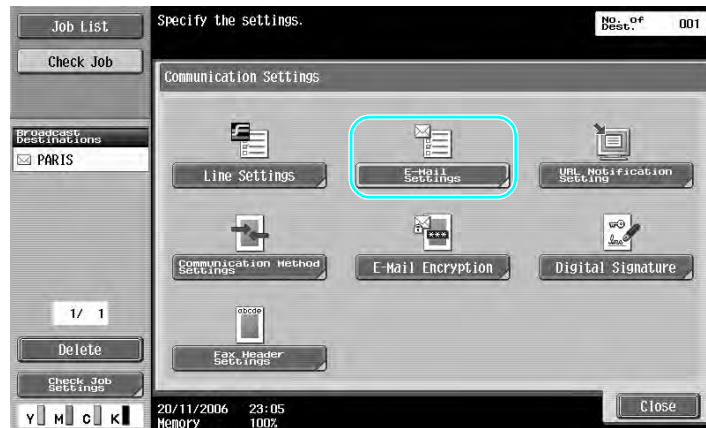 Job List
Check Job
Broadcast
Destinations
PARIS
1/ 1
Delete
Check Job
Settings
Y M C K
Specify the settings.
No. of
Dest.
001
Communication Settings
Line Settings
E-Mail
Settings
URL Notification
Setting
Communication Method
Settings
E-Mail Encryption
Digital Signature
abcde
Fax Header
Settings
20/11/2006 23:05
Memory 100%
Close